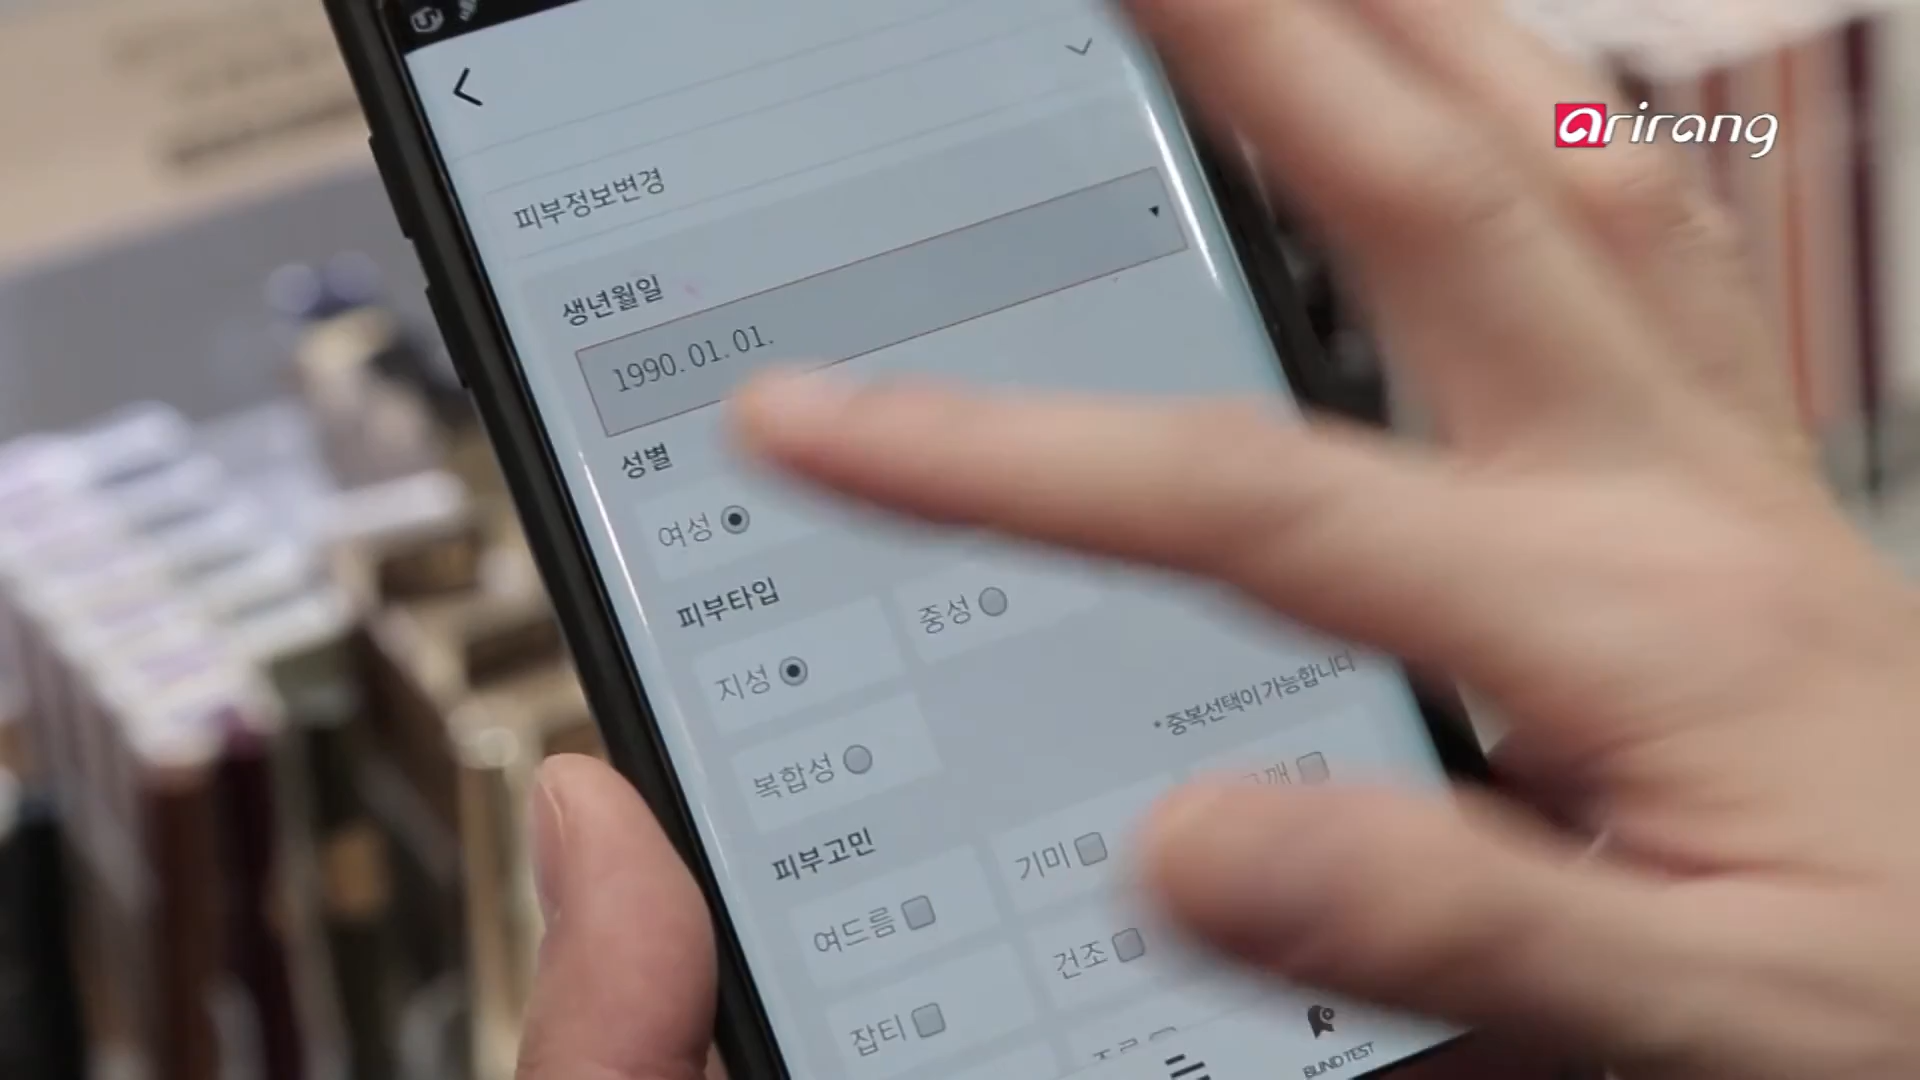 arirang
피부정보변경
생년월일
1990. 01. 01.
성별
여성
피부타입
지성
중성
복합성
* 중복선택이 가능합니다
피부고민
여드름
기미
잡티
건조
BLIND TEST